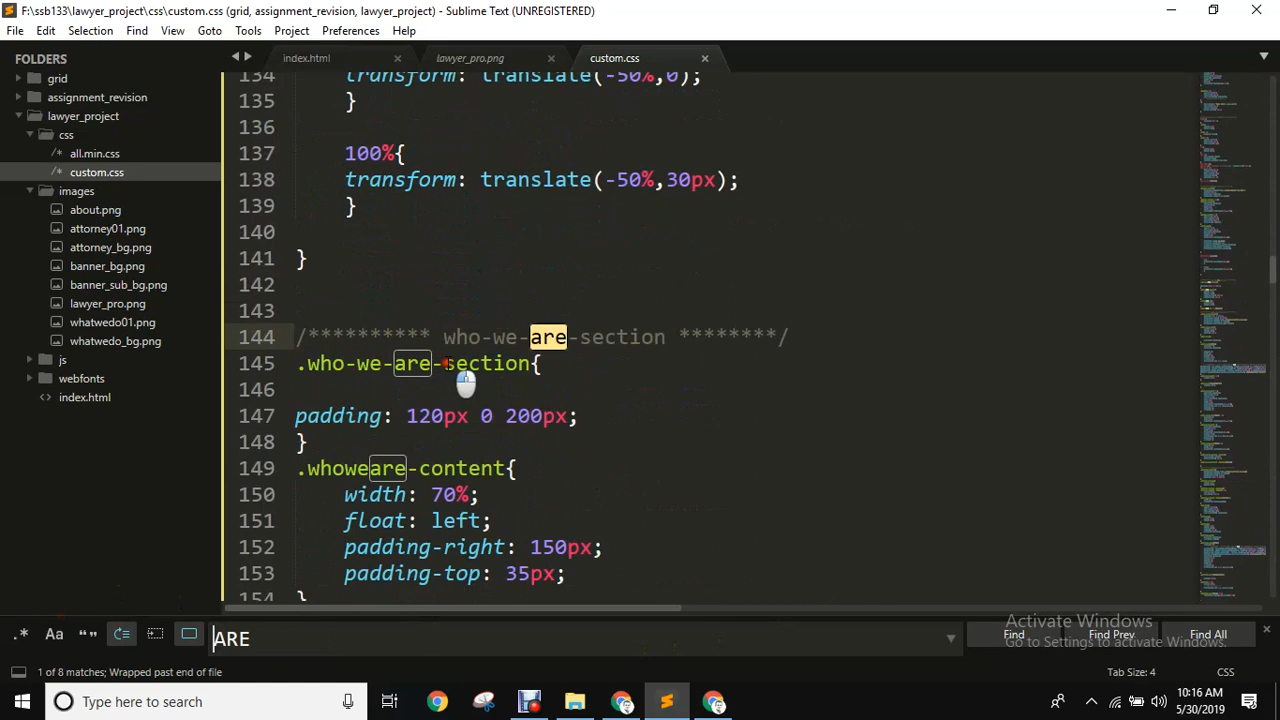 F:\ssb133\lawyer_project\css\custom.css (grid, assignment_revision, lawyer_project) - Sublime Text (UNREGISTERED)
File Edit Selection Find View Goto Tools Project Preferences Help
FOLDERS
grid
assignment_revision
lawyer_project
css
/* all.min.css
/* custom.css
images
about.png
attorney01.png
attorney_bg.png
banner_bg.png
banner_sub_bg.png
lawyer_pro.png
whatwedo01.png
whatwedo_bg.png
js
webfonts
<> index.html
index.html × lawyer_pro.png × custom.css ×
134 transform: translate(-50%,0);
135 }
136
137 100%{
138 transform: translate(-50%,30px);
139 }
140
141 }
142
143
144 /********** who-we-are-section ********/
145 .who-we-are-section{
146
147 padding: 120px 0 200px;
148 }
149 .whoweare-content{
150 width: 70%;
151 float: left;
152 padding-right: 150px;
153 padding-top: 35px;
154 }
.* Aa “” ARE Find Find Prev Find All
Activate Windows
Go to Settings to activate Windows.
1 of 8 matches; Wrapped past end of file Tab Size: 4 CSS
Type here to search
10:16 AM
5/30/2019